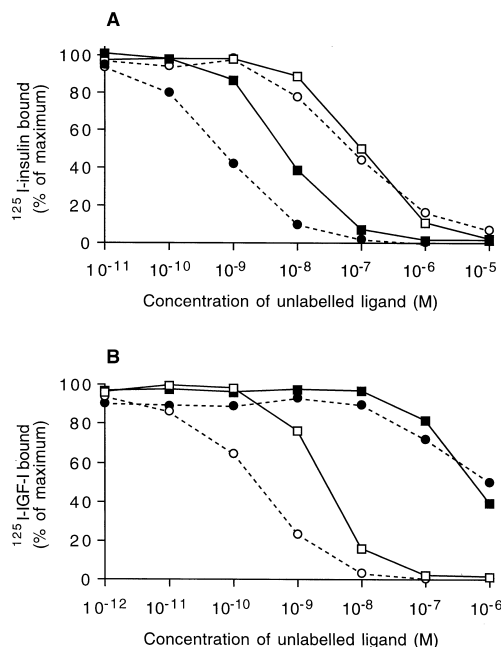 A
¹²⁵I-insulin bound
(% of maximum)
100
80
60
40
20
0
10⁻¹¹ 10⁻¹⁰ 10⁻⁹ 10⁻⁸ 10⁻⁷ 10⁻⁶ 10⁻⁵
Concentration of unlabelled ligand (M)
B
¹²⁵I-IGF-I bound
(% of maximum)
100
80
60
40
20
0
10⁻¹² 10⁻¹¹ 10⁻¹⁰ 10⁻⁹ 10⁻⁸ 10⁻⁷ 10⁻⁶
Concentration of unlabelled ligand (M)